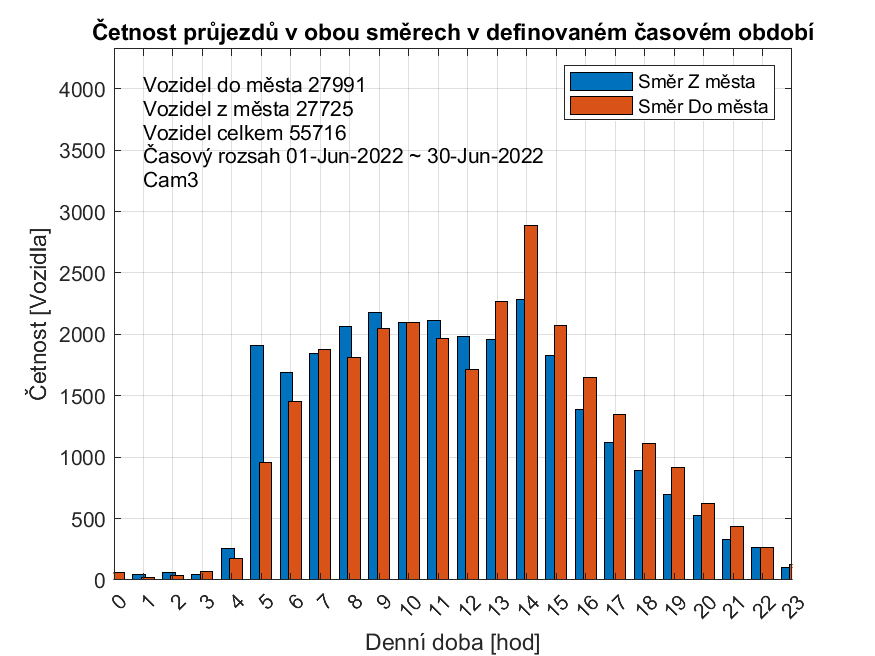 Četnost průjezdů v obou směrech v definovaném časovém období
Vozidel do města 27991
Vozidel z města 27725
Vozidel celkem 55716
Časový rozsah 01-Jun-2022 ~ 30-Jun-2022
Cam3
Směr Z města
Směr Do města
Četnost [Vozidla]
4000
3500
3000
2500
2000
1500
1000
500
0
0 1 2 3 4 5 6 7 8 9 10 11 12 13 14 15 16 17 18 19 20 21 22 23
Denní doba [hod]